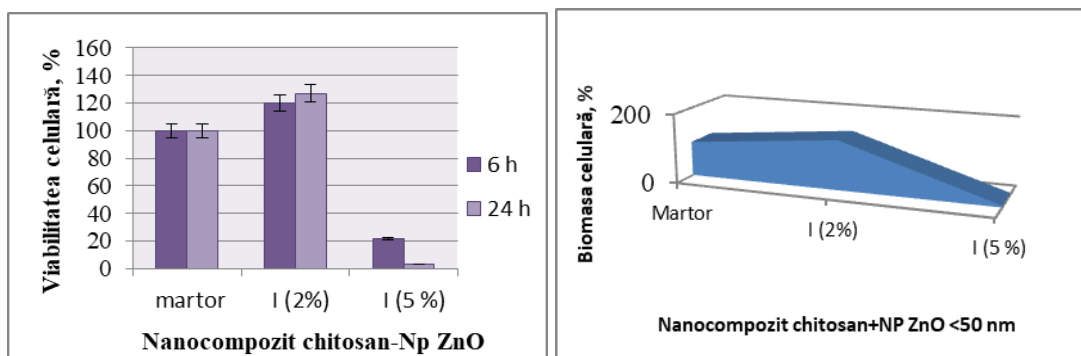 Viabilitatea celulară, %
160
140
120
100
80
60
40
20
0
martor I (2%) I (5 %)
Nanocompozit chitosan-Np ZnO
6 h
24 h
Biomasa celulară, %
200
0
Martor
I (2%)
I (5 %)
Nanocompozit chitosan+NP ZnO <50 nm